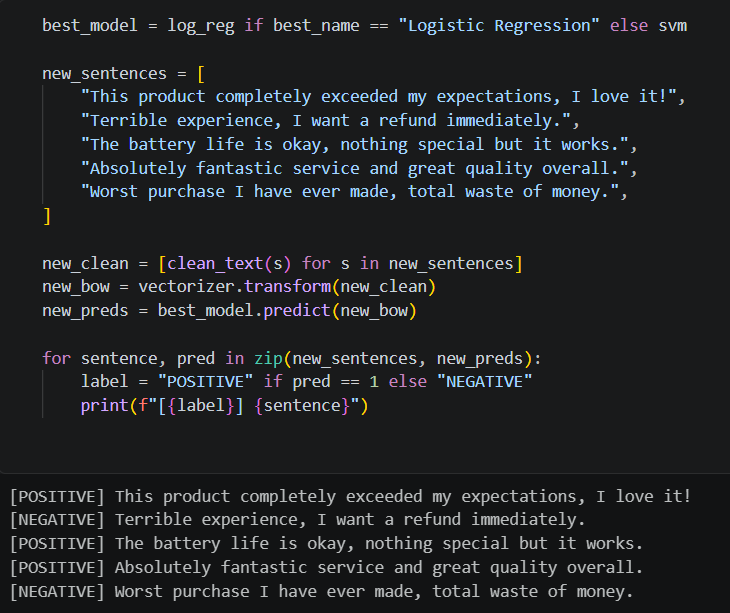 best_model = log_reg if best_name == "Logistic Regression" else svm
new_sentences = [
    "This product completely exceeded my expectations, I love it!",
    "Terrible experience, I want a refund immediately.",
    "The battery life is okay, nothing special but it works.",
    "Absolutely fantastic service and great quality overall.",
    "Worst purchase I have ever made, total waste of money.",
]
new_clean = [clean_text(s) for s in new_sentences]
new_bow = vectorizer.transform(new_clean)
new_preds = best_model.predict(new_bow)
for sentence, pred in zip(new_sentences, new_preds):
    label = "POSITIVE" if pred == 1 else "NEGATIVE"
    print(f"[{label}] {sentence}")
[POSITIVE] This product completely exceeded my expectations, I love it!
[NEGATIVE] Terrible experience, I want a refund immediately.
[POSITIVE] The battery life is okay, nothing special but it works.
[POSITIVE] Absolutely fantastic service and great quality overall.
[NEGATIVE] Worst purchase I have ever made, total waste of money.